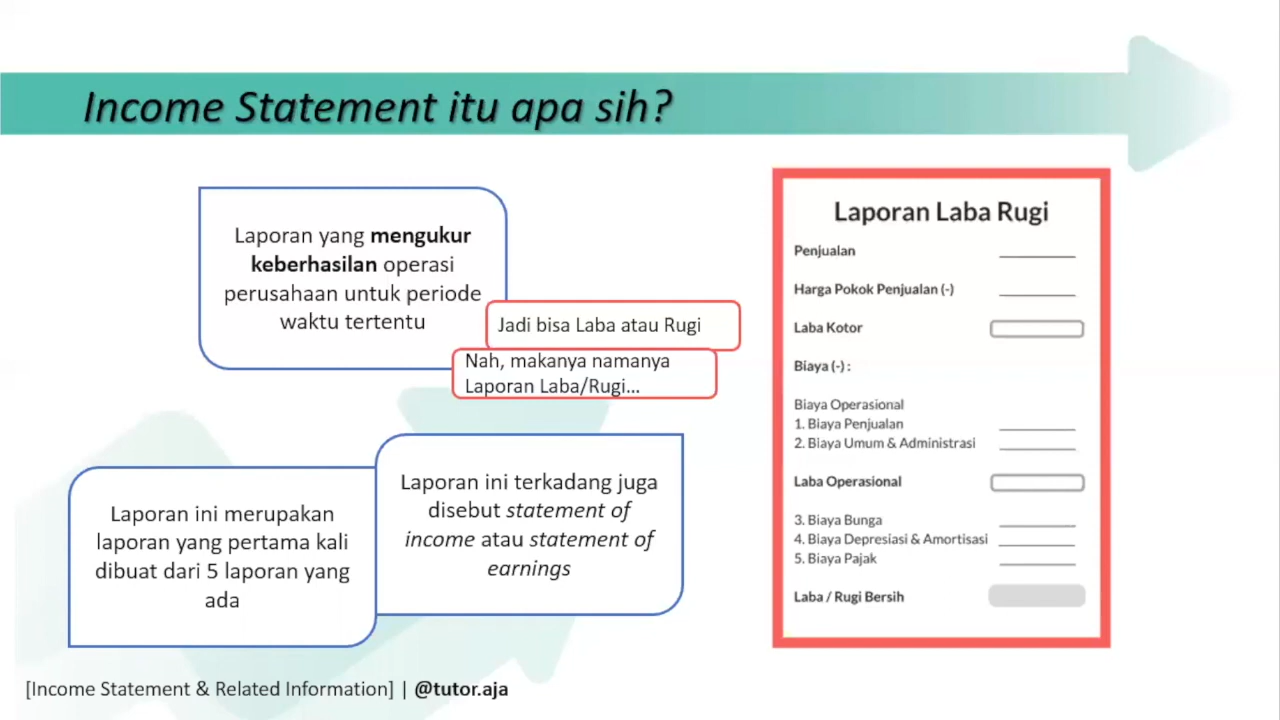 Income Statement itu apa sih?
Laporan yang mengukur
keberhasilan operasi
perusahaan untuk periode
waktu tertentu
Jadi bisa Laba atau Rugi
Nah, makanya namanya
Laporan Laba/Rugi...
Laporan ini merupakan
laporan yang pertama kali
dibuat dari 5 laporan yang
ada
Laporan ini terkadang juga
disebut statement of
income atau statement of
earnings
Laporan Laba Rugi
Penjualan
Harga Pokok Penjualan (-)
Laba Kotor
Biaya (-) :
Biaya Operasional
1. Biaya Penjualan
2. Biaya Umum & Administrasi
Laba Operasional
3. Biaya Bunga
4. Biaya Depresiasi & Amortisasi
5. Biaya Pajak
Laba / Rugi Bersih
[Income Statement & Related Information] | @tutor.aja